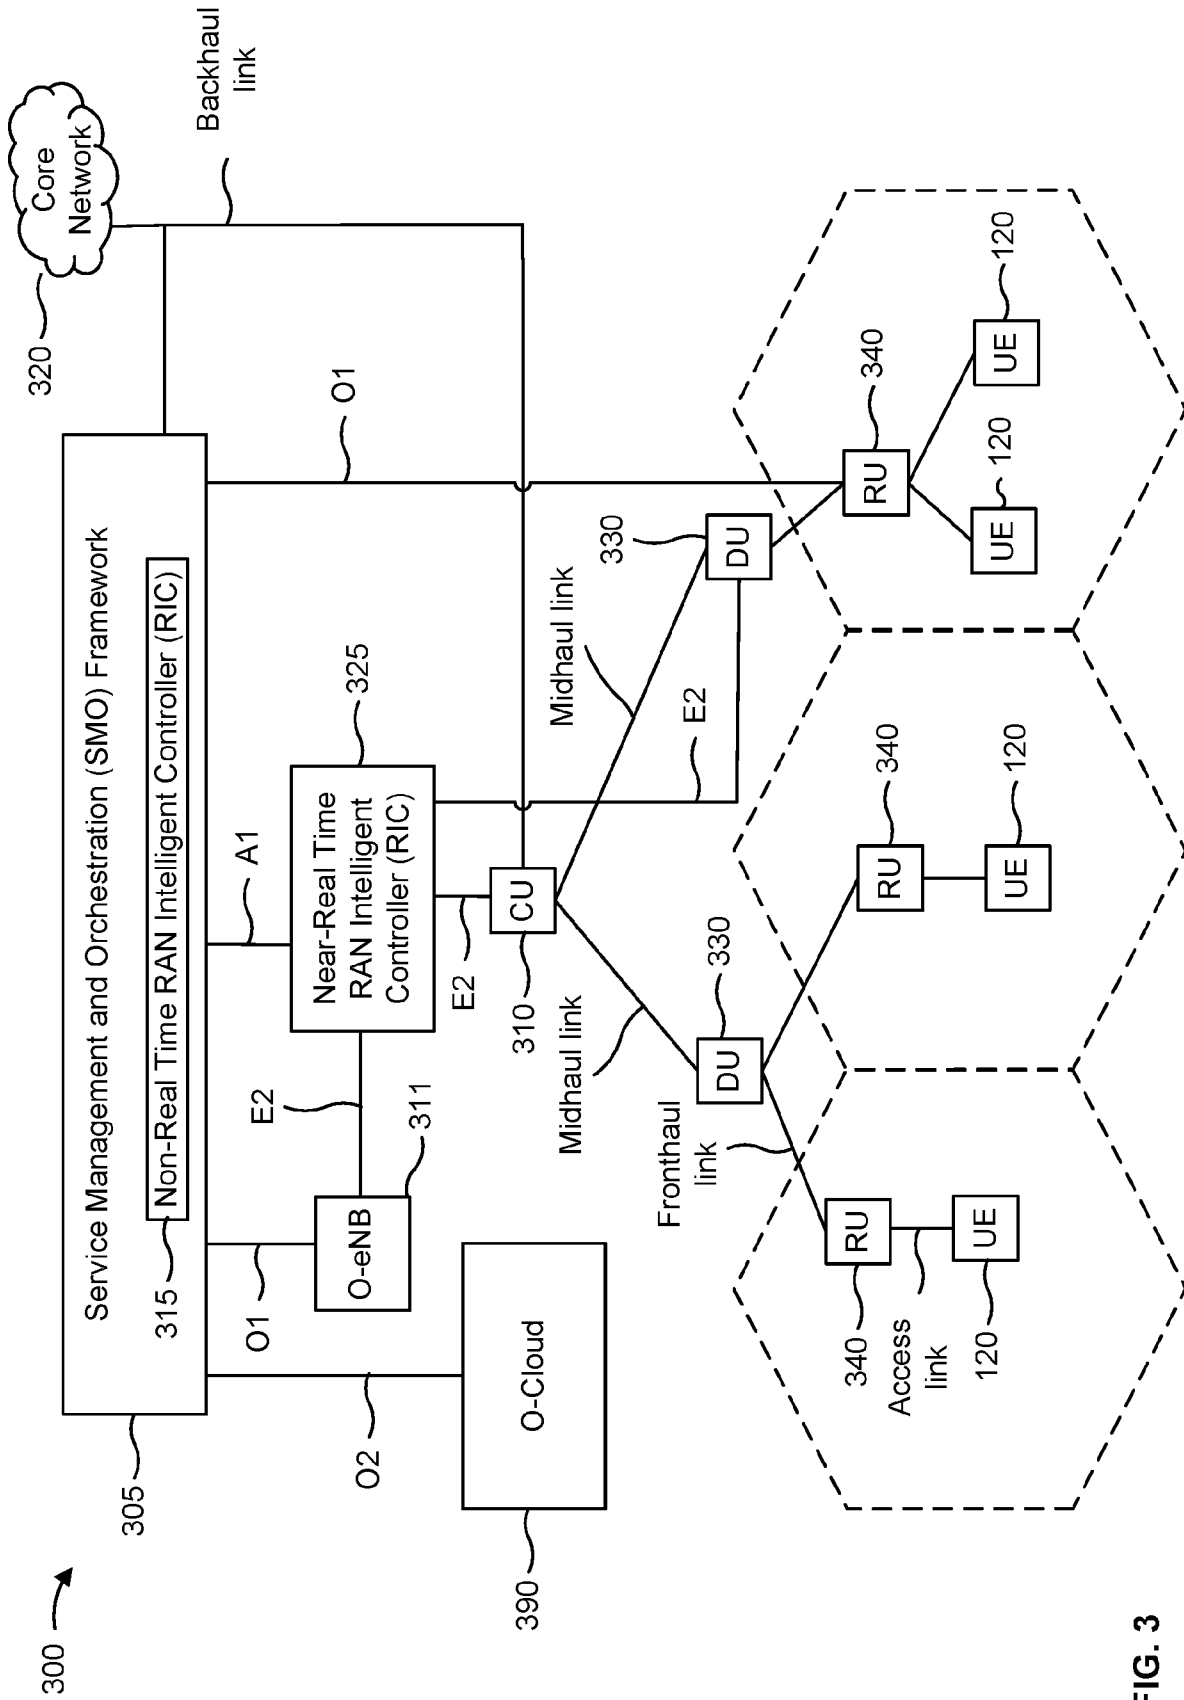 300
305
Service Management and Orchestration (SMO) Framework
315
Non-Real Time RAN Intelligent Controller (RIC)
320
Core
Network
Backhaul
link
O2
O1
A1
O1
390
O-Cloud
O-eNB
311
E2
Near-Real Time
RAN Intelligent
Controller (RIC)
325
E2
310
CU
E2
Midhaul link
Midhaul link
330
DU
330
DU
Fronthaul
link
340
RU
Access
link
120
UE
RU
340
UE
120
RU
340
UE
120
UE
120
FIG. 3